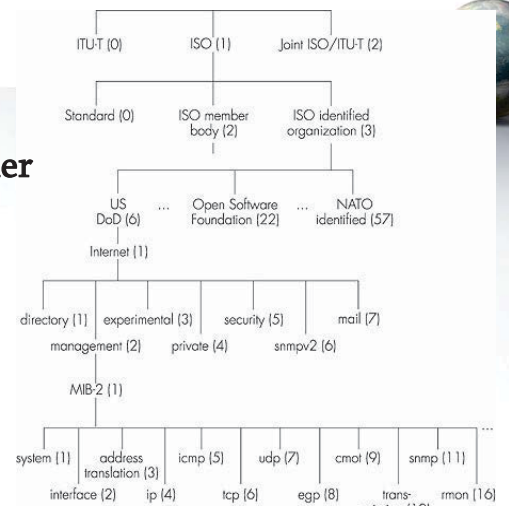 ITU-T (0) ISO (1) Joint ISO/ITU-T (2)
Standard (0) ISO member body (2) ISO identified organization (3)
er
US DoD (6) ... Open Software Foundation (22) ... NATO identified (57)
Internet (1)
directory (1) experimental (3) security (5) mail (7)
management (2) private (4) snmpv2 (6)
MIB-2 (1)
...
system (1) address translation (3) icmp (5) udp (7) cmot (9) snmp (11)
interface (2) ip (4) tcp (6) egp (8) trans- rmon (16)